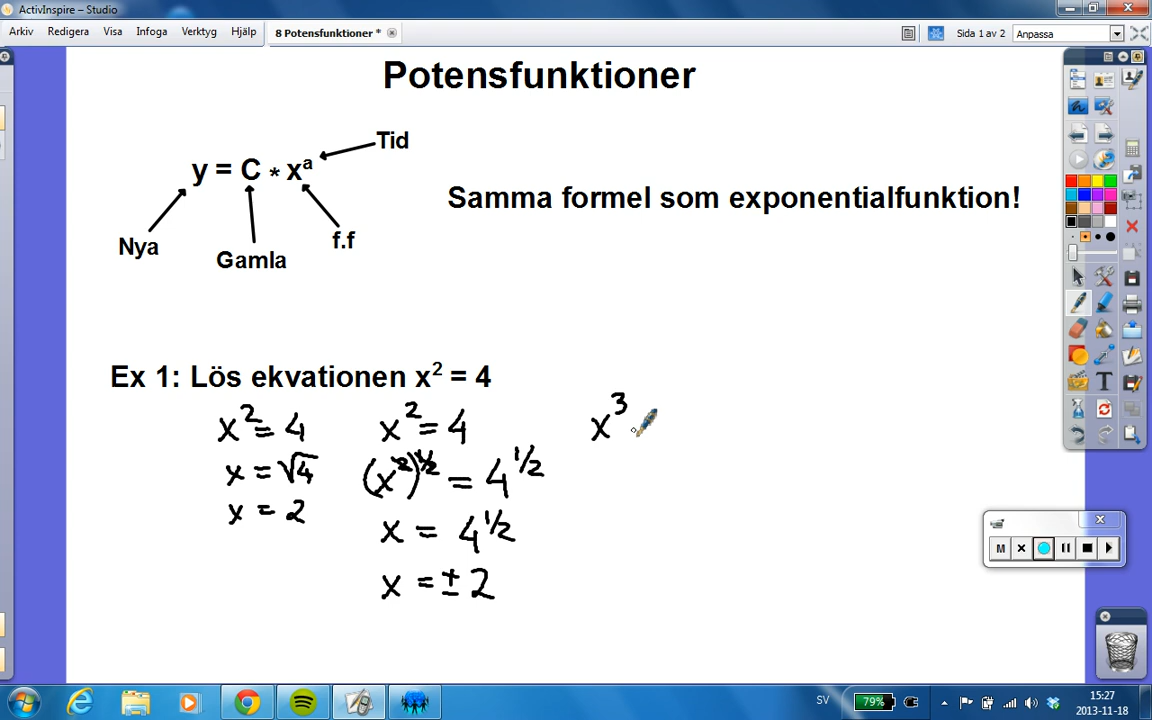 ActivInspire – Studio
Arkiv Redigera Visa Infoga Verktyg Hjälp 8 Potensfunktioner * Sida 1 av 2 Anpassa
Potensfunktioner
Tid
y = C * xᵃ
Samma formel som exponentialfunktion!
Nya Gamla f.f
Ex 1: Lös ekvationen x² = 4
x² = 4 x² = 4 x³
x = √4 (x²)^1/2 = 4^1/2
x = 2 x = 4^1/2
x = ± 2
M
SV 79% 15:27
2013-11-18